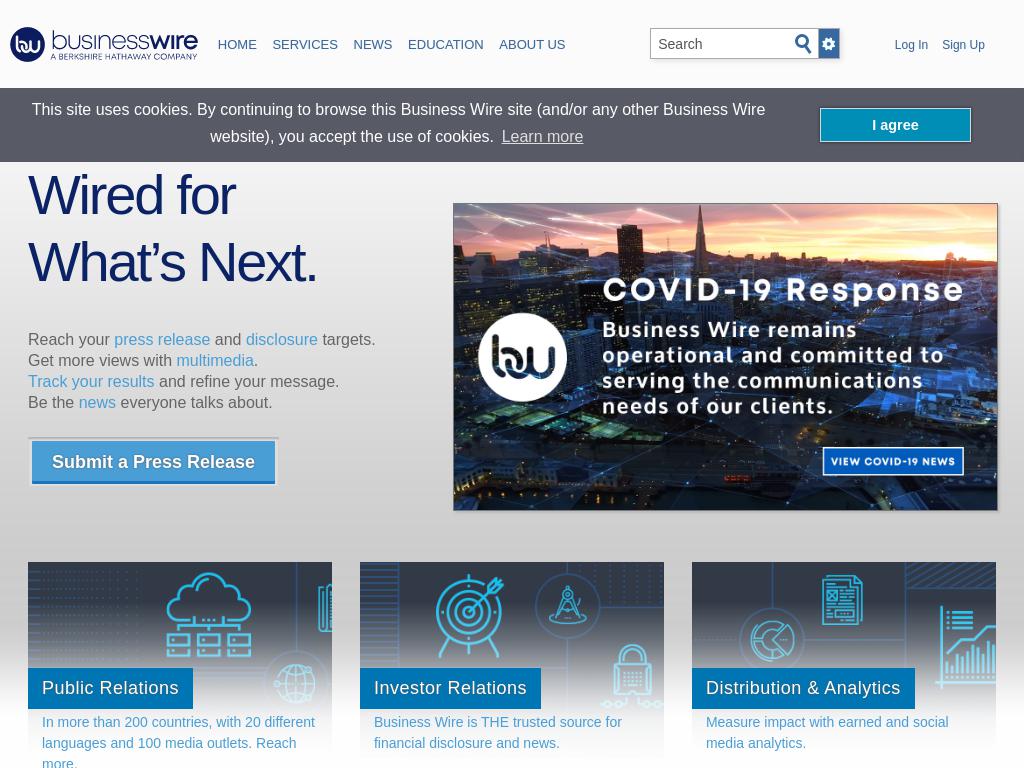 businesswire
A BERKSHIRE HATHAWAY COMPANY
HOME SERVICES NEWS EDUCATION ABOUT US
Search
Log In Sign Up
This site uses cookies. By continuing to browse this Business Wire site (and/or any other Business Wire
website), you accept the use of cookies. Learn more
I agree
Wired for
What’s Next.
Reach your press release and disclosure targets.
Get more views with multimedia.
Track your results and refine your message.
Be the news everyone talks about.
Submit a Press Release
COVID-19 Response
Business Wire remains
operational and committed to
serving the communications
needs of our clients.
VIEW COVID-19 NEWS
Public Relations
In more than 200 countries, with 20 different
languages and 100 media outlets. Reach
more.
Investor Relations
Business Wire is THE trusted source for
financial disclosure and news.
Distribution & Analytics
Measure impact with earned and social
media analytics.